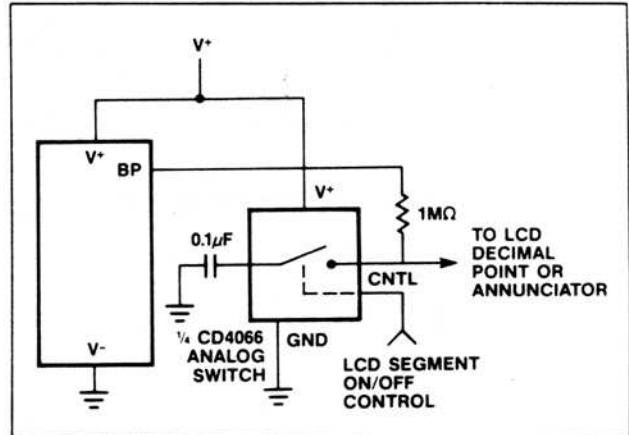 V⁺
V⁺
BP
V⁺
1MΩ
0.1µF
TO LCD
DECIMAL
POINT OR
ANNUNCIATOR
CNTL
V⁻
¼ CD4066
ANALOG
SWITCH
GND
LCD SEGMENT
ON/OFF
CONTROL